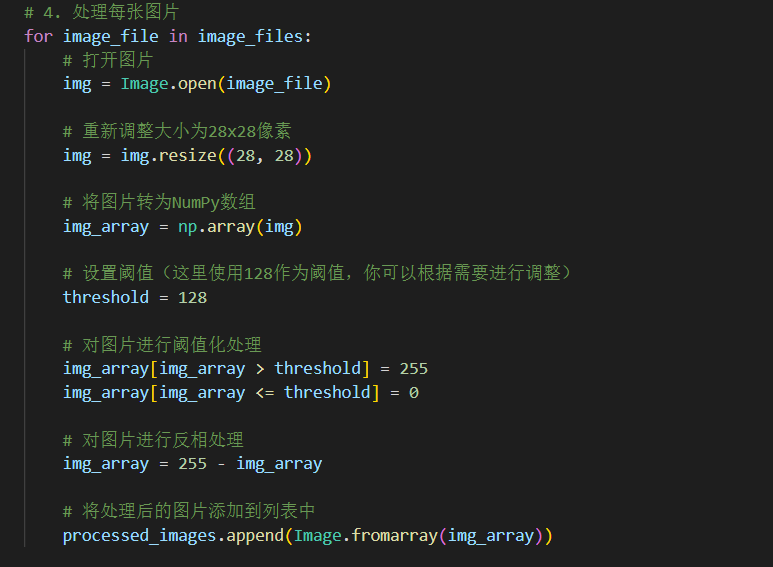 # 4. 处理每张图片
for image_file in image_files:
# 打开图片
img = Image.open(image_file)
# 重新调整大小为28x28像素
img = img.resize((28, 28))
# 将图片转为NumPy数组
img_array = np.array(img)
# 设置阈值（这里使用128作为阈值，你可以根据需要进行调整）
threshold = 128
# 对图片进行阈值化处理
img_array[img_array > threshold] = 255
img_array[img_array <= threshold] = 0
# 对图片进行反相处理
img_array = 255 - img_array
# 将处理后的图片添加到列表中
processed_images.append(Image.fromarray(img_array))